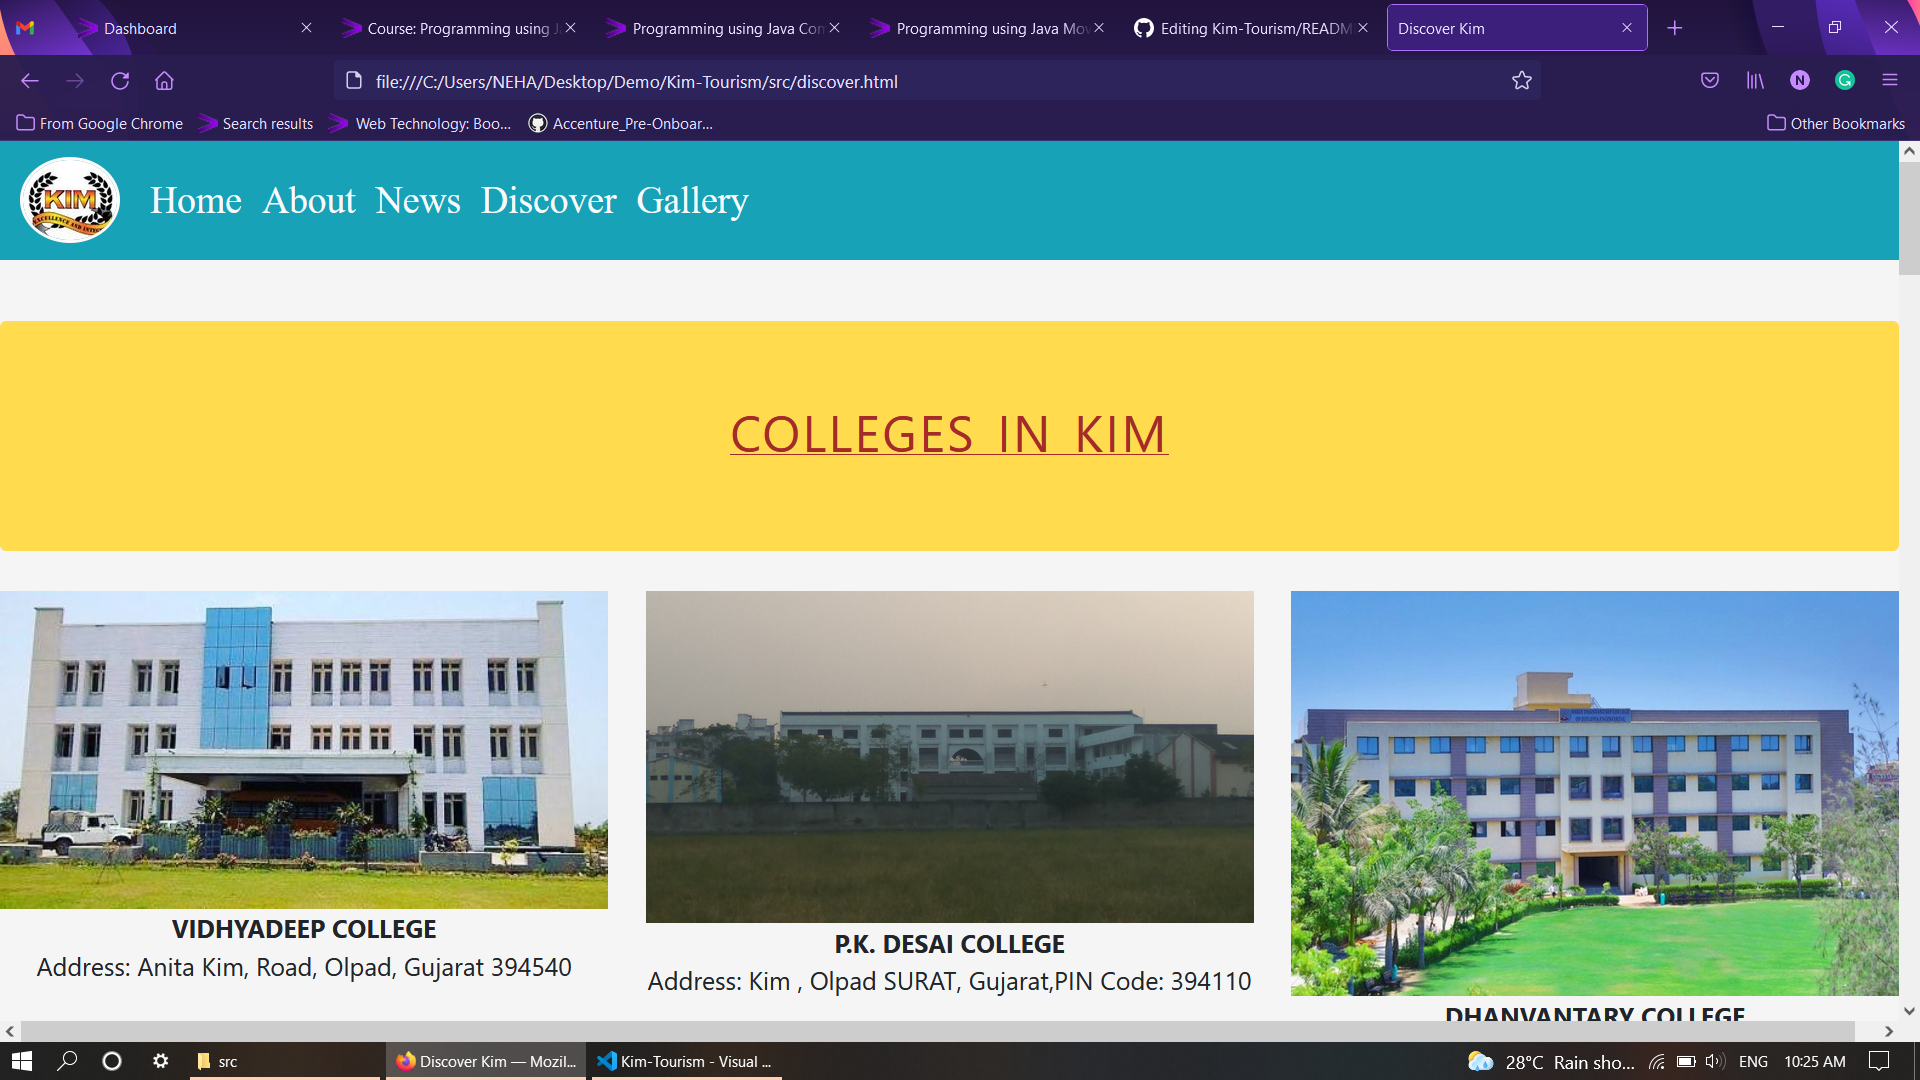 Dashboard
Course: Programming using J
Programming using Java Con
Programming using Java Mov
Editing Kim-Tourism/READM
Discover Kim
file:///C:/Users/NEHA/Desktop/Demo/Kim-Tourism/src/discover.html
N
From Google Chrome
Search results
Web Technology: Boo...
Accenture_Pre-Onboar...
Other Bookmarks
KIM
EXCELLENCE AND INTEG
Home About News Discover Gallery
COLLEGES IN KIM
VIDHYADEEP COLLEGE
Address: Anita Kim, Road, Olpad, Gujarat 394540
P.K. DESAI COLLEGE
Address: Kim , Olpad SURAT, Gujarat,PIN Code: 394110
DHANVANTARY COLLEGE
src
Discover Kim — Mozil...
Kim-Tourism - Visual ...
28°C Rain sho...
ENG
10:25 AM